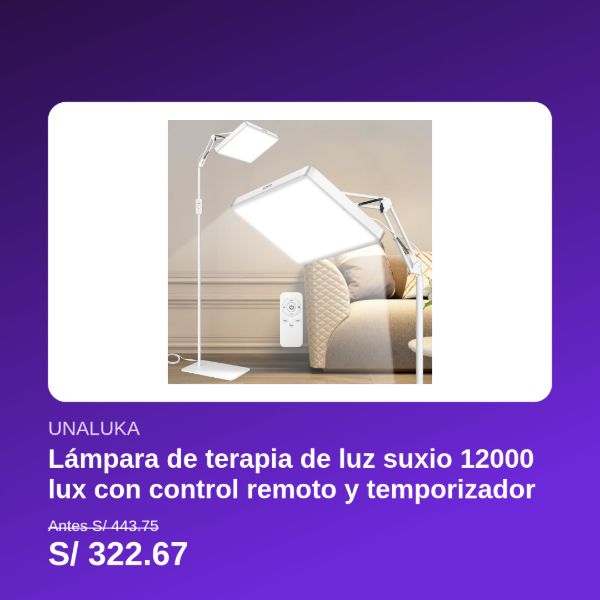 UNALUKA
Lámpara de terapia de luz suxio 12000
lux con control remoto y temporizador
Antes S/ 443.75
S/ 322.67